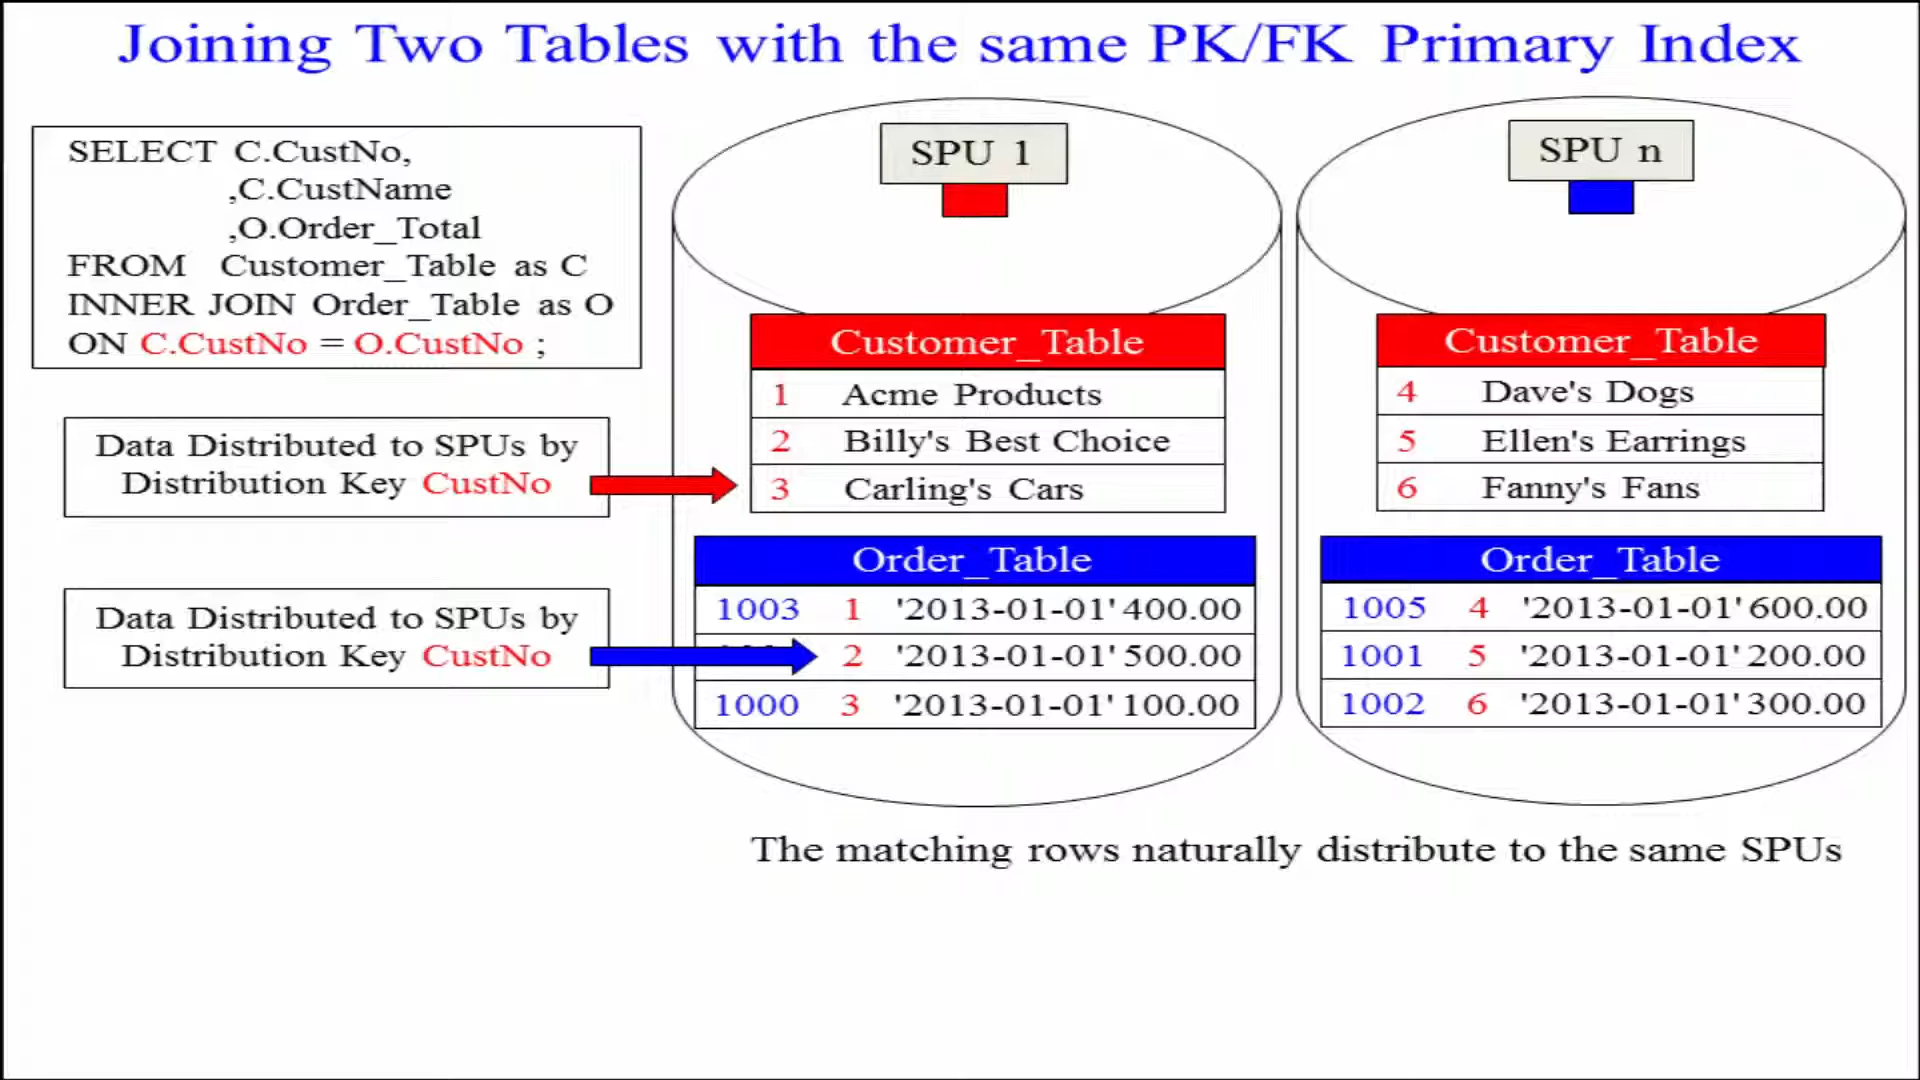 Joining Two Tables with the same PK/FK Primary Index
SELECT C.CustNo,
,C.CustName
,O.Order_Total
FROM Customer_Table as C
INNER JOIN Order_Table as O
ON C.CustNo = O.CustNo ;
Data Distributed to SPUs by
Distribution Key CustNo
Data Distributed to SPUs by
Distribution Key CustNo
SPU 1
Customer_Table
1 Acme Products
2 Billy's Best Choice
3 Carling's Cars
Order_Table
1003 1 '2013-01-01' 400.00
2 '2013-01-01' 500.00
1000 3 '2013-01-01' 100.00
SPU n
Customer_Table
4 Dave's Dogs
5 Ellen's Earrings
6 Fanny's Fans
Order_Table
1005 4 '2013-01-01' 600.00
1001 5 '2013-01-01' 200.00
1002 6 '2013-01-01' 300.00
The matching rows naturally distribute to the same SPUs